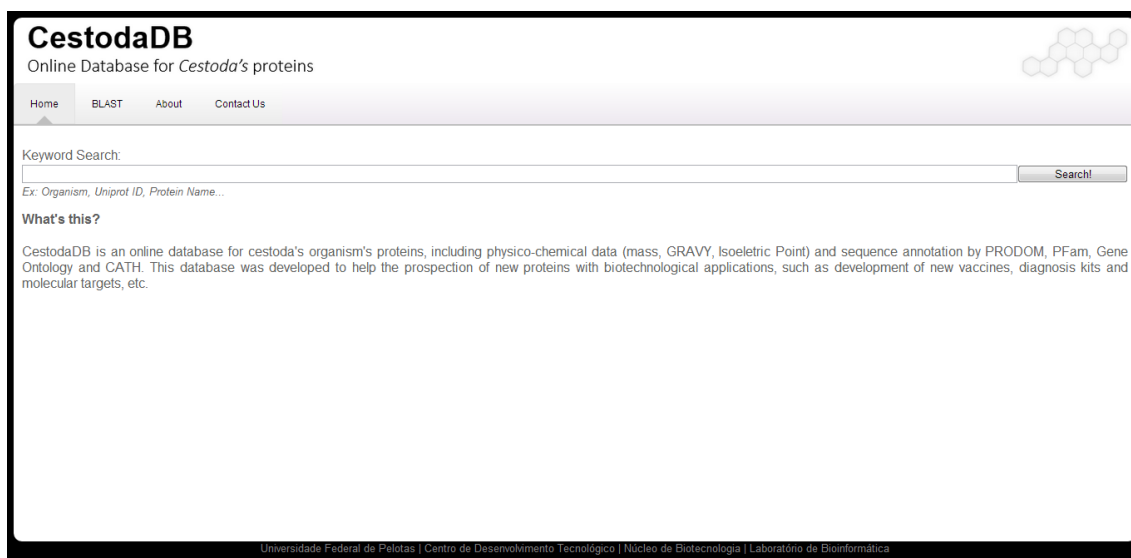 CestodaDB
Online Database for Cestoda's proteins
Home BLAST About Contact Us
Keyword Search:
Search!
Ex: Organism, Uniprot ID, Protein Name...
What's this?
CestodaDB is an online database for cestoda's organism's proteins, including physico-chemical data (mass, GRAVY, Isoeletric Point) and sequence annotation by PRODOM, PFam, Gene
Ontology and CATH. This database was developed to help the prospection of new proteins with biotechnological applications, such as development of new vaccines, diagnosis kits and
molecular targets, etc.
Universidade Federal de Pelotas | Centro de Desenvolvimento Tecnológico | Núcleo de Biotecnologia | Laboratório de Bioinformática